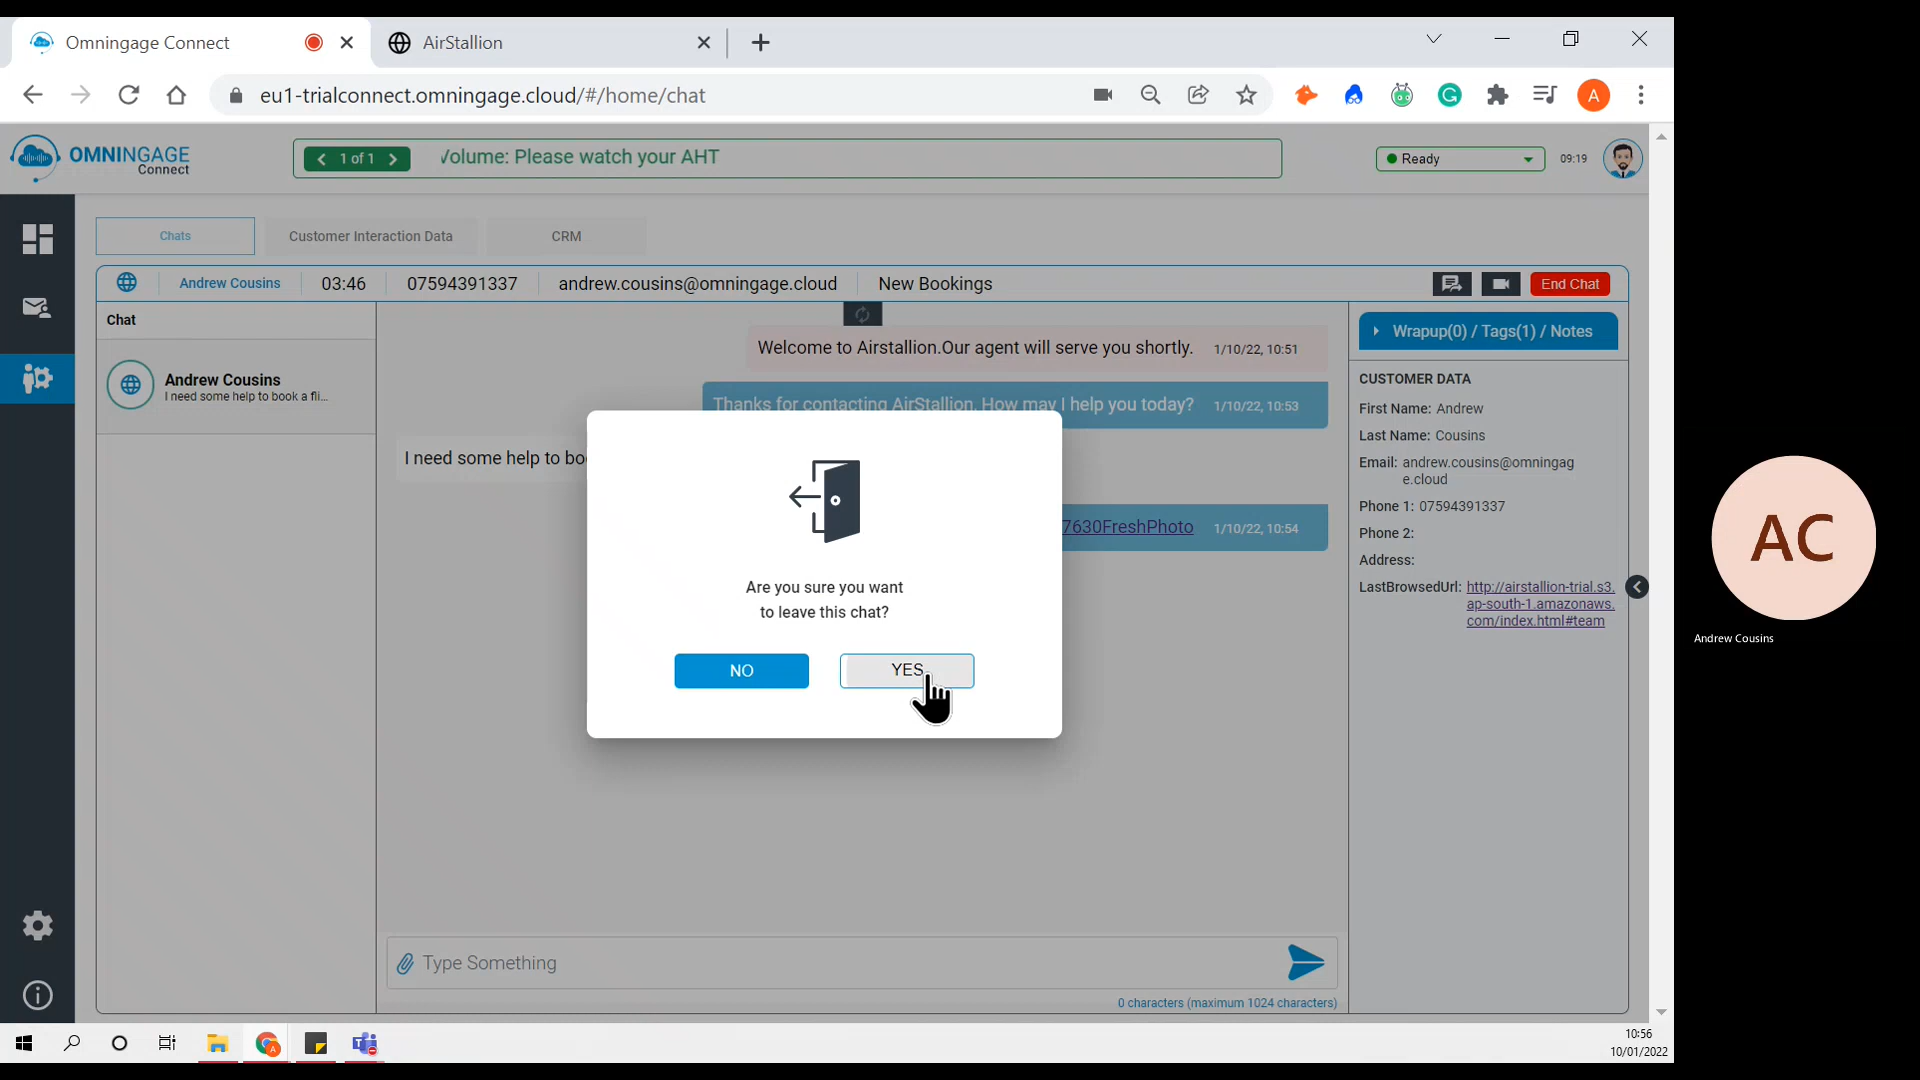 Omningage Connect
AirStallion
eu1-trialconnect.omningage.cloud/#/home/chat
A
OMNINGAGE
Connect
1 of 1
Volume: Please watch your AHT
Ready
09:19
Chats
Customer Interaction Data
CRM
Andrew Cousins
03:46
07594391337
andrew.cousins@omningage.cloud
New Bookings
End Chat
Chat
Andrew Cousins
I need some help to book a fli...
Welcome to Airstallion.Our agent will serve you shortly.
1/10/22, 10:51
Thanks for contacting AirStallion. How may I help you today?
1/10/22, 10:53
I need some help to boo
7630FreshPhoto
1/10/22, 10:54
Are you sure you want
to leave this chat?
NO
YES
Type Something
0 characters (maximum 1024 characters)
Wrapup(0) / Tags(1) / Notes
CUSTOMER DATA
First Name: Andrew
Last Name: Cousins
Email: andrew.cousins@omningag
e.cloud
Phone 1: 07594391337
Phone 2:
Address:
LastBrowsedUrl: http://airstallion-trial.s3.
ap-south-1.amazonaws.
com/index.html#team
AC
Andrew Cousins
10:56
10/01/2022